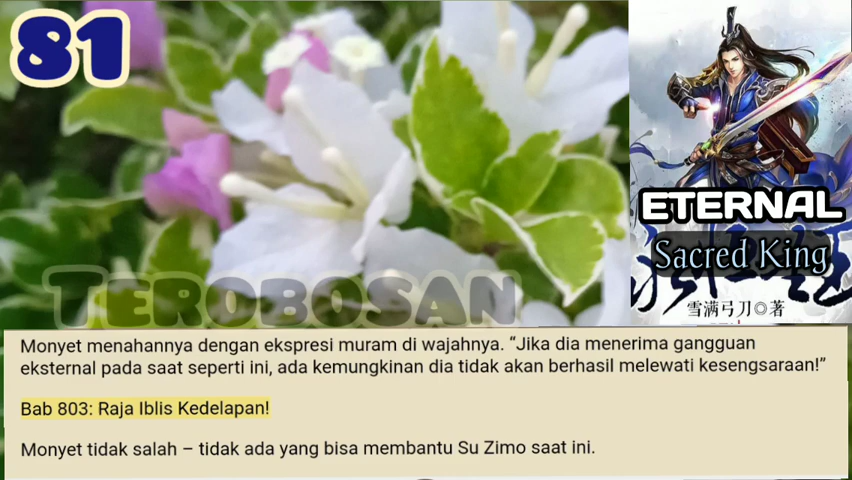 81
ETERNAL
Sacred King
雪满弓刀◎著
TEROBOSAN
Monyet menahannya dengan ekspresi muram di wajahnya. “Jika dia menerima gangguan
eksternal pada saat seperti ini, ada kemungkinan dia tidak akan berhasil melewati kesengsaraan!”
Bab 803: Raja Iblis Kedelapan!
Monyet tidak salah – tidak ada yang bisa membantu Su Zimo saat ini.